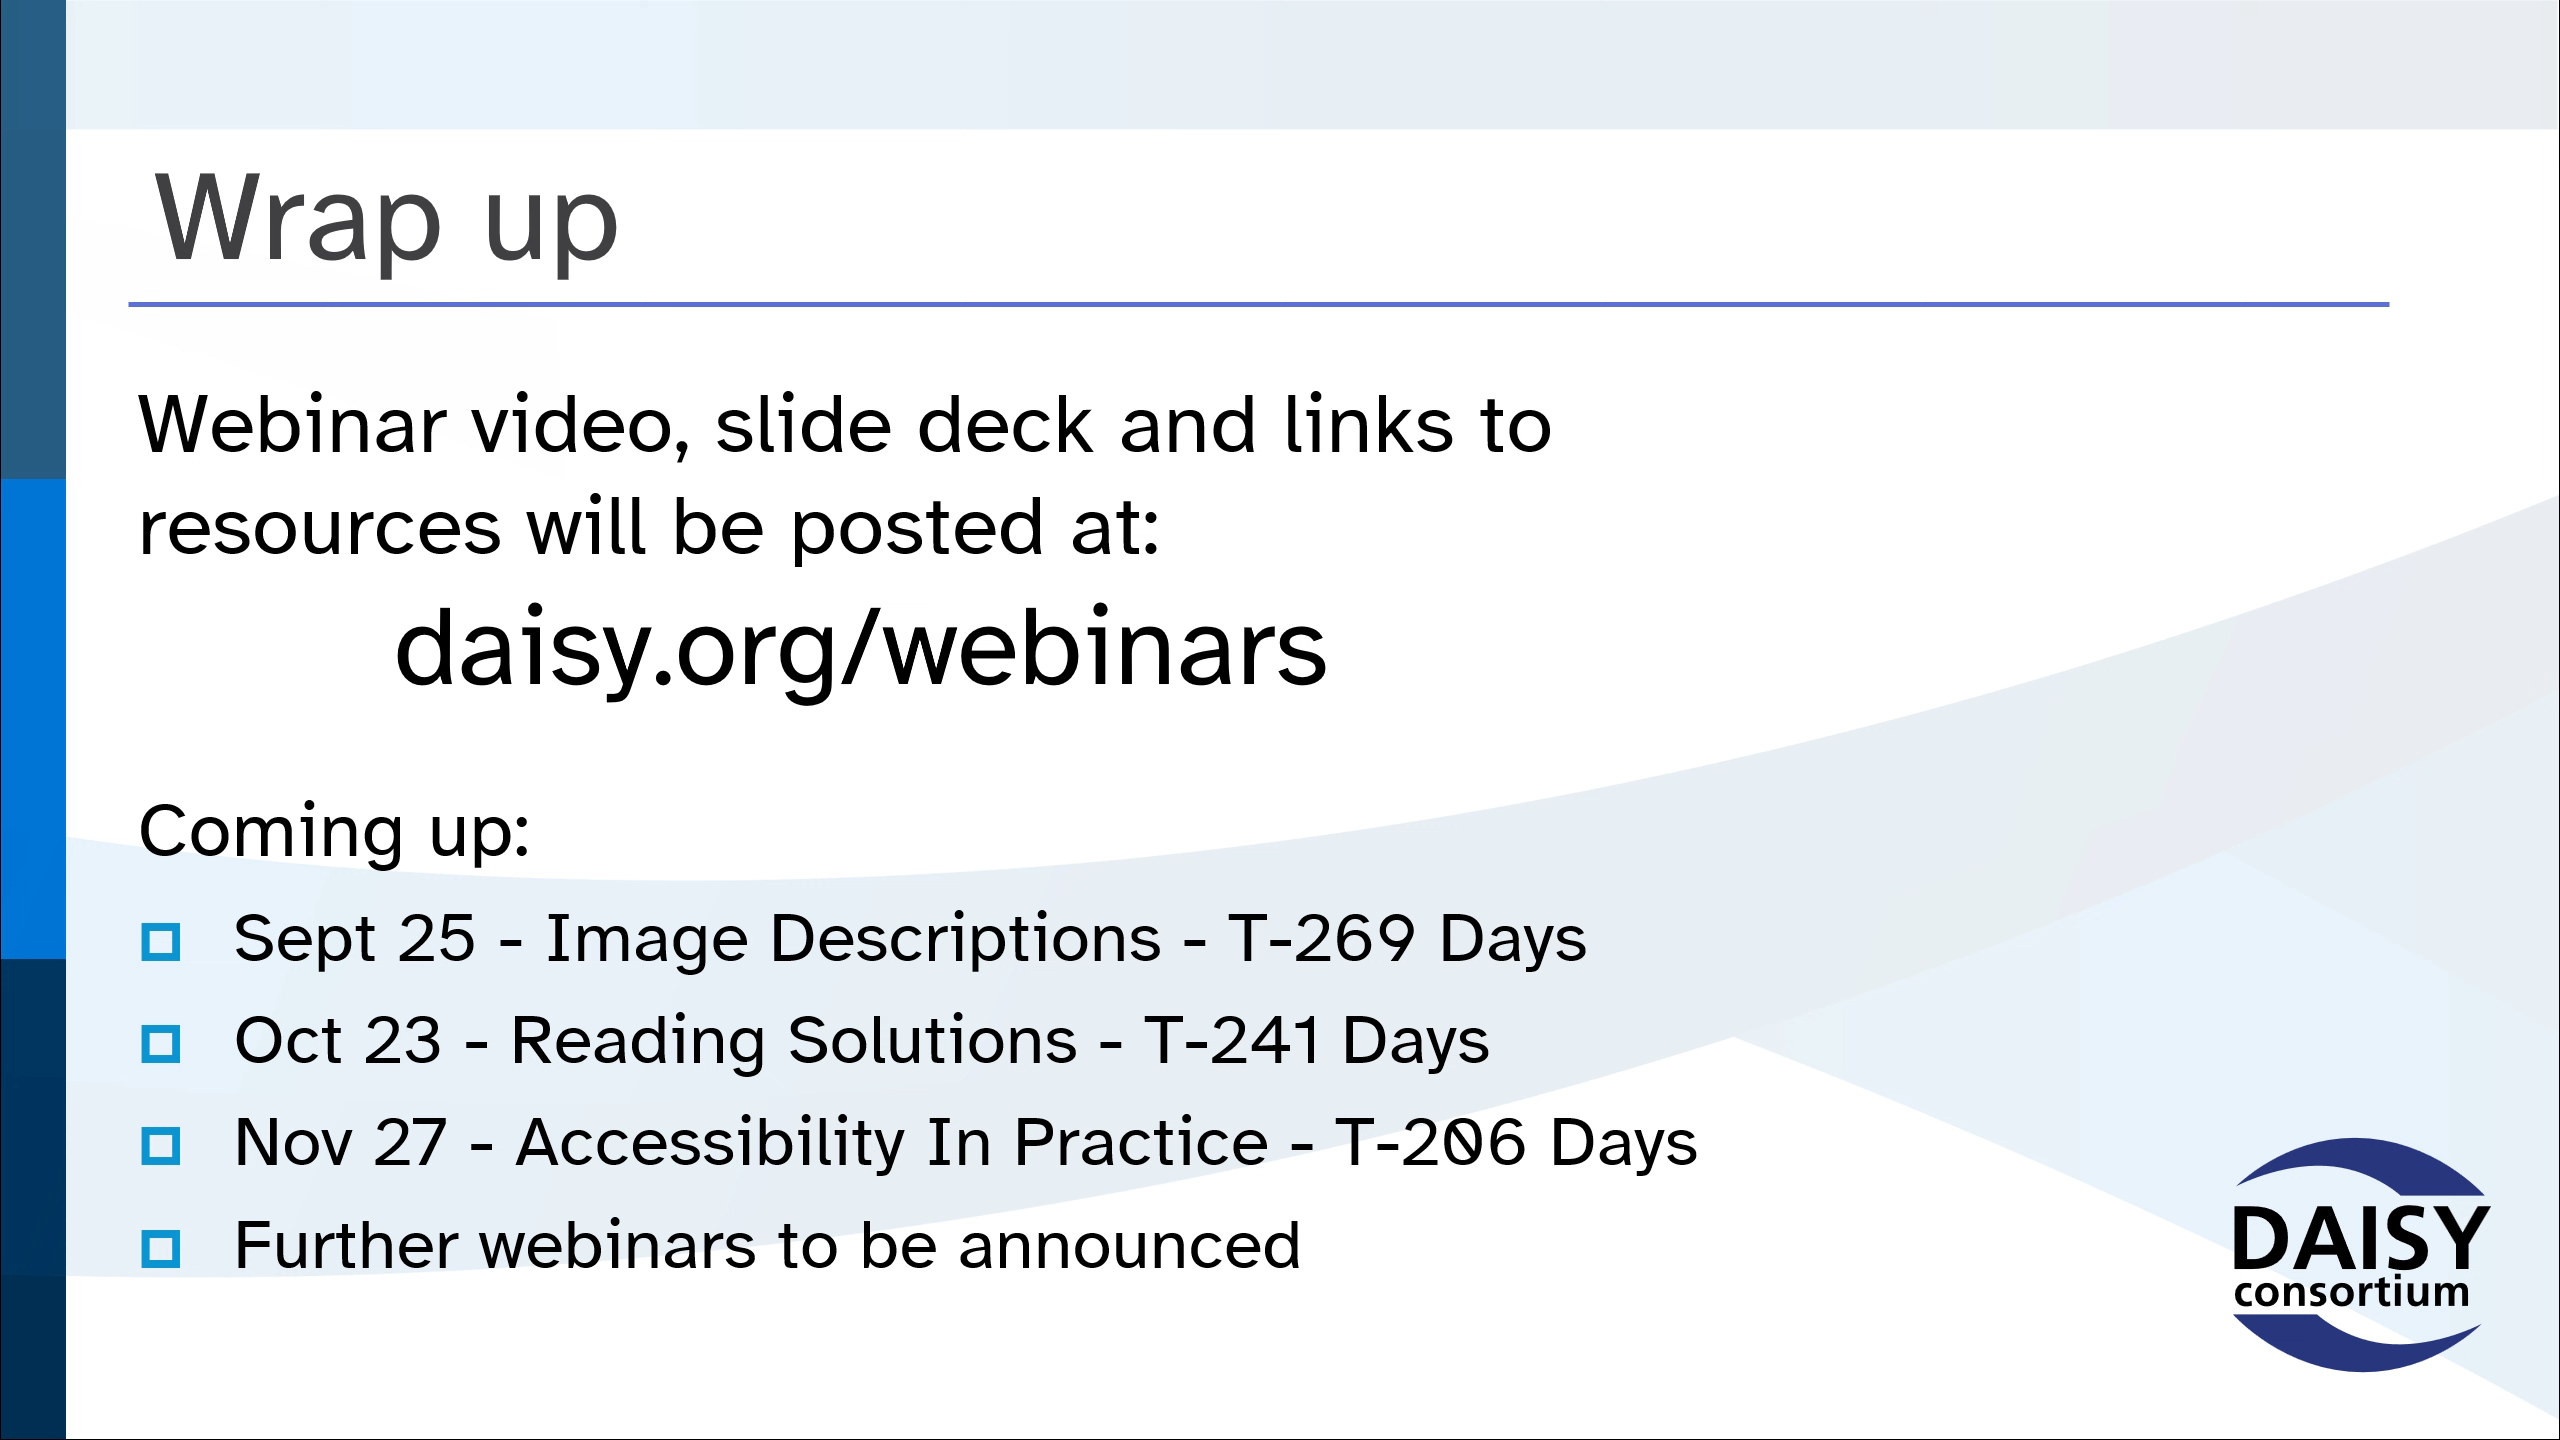 Wrap up
Webinar video, slide deck and links to
resources will be posted at:
daisy.org/webinars
Coming up:
Sept 25 - Image Descriptions - T-269 Days
Oct 23 - Reading Solutions - T-241 Days
Nov 27 - Accessibility In Practice - T-206 Days
Further webinars to be announced
DAISY
consortium